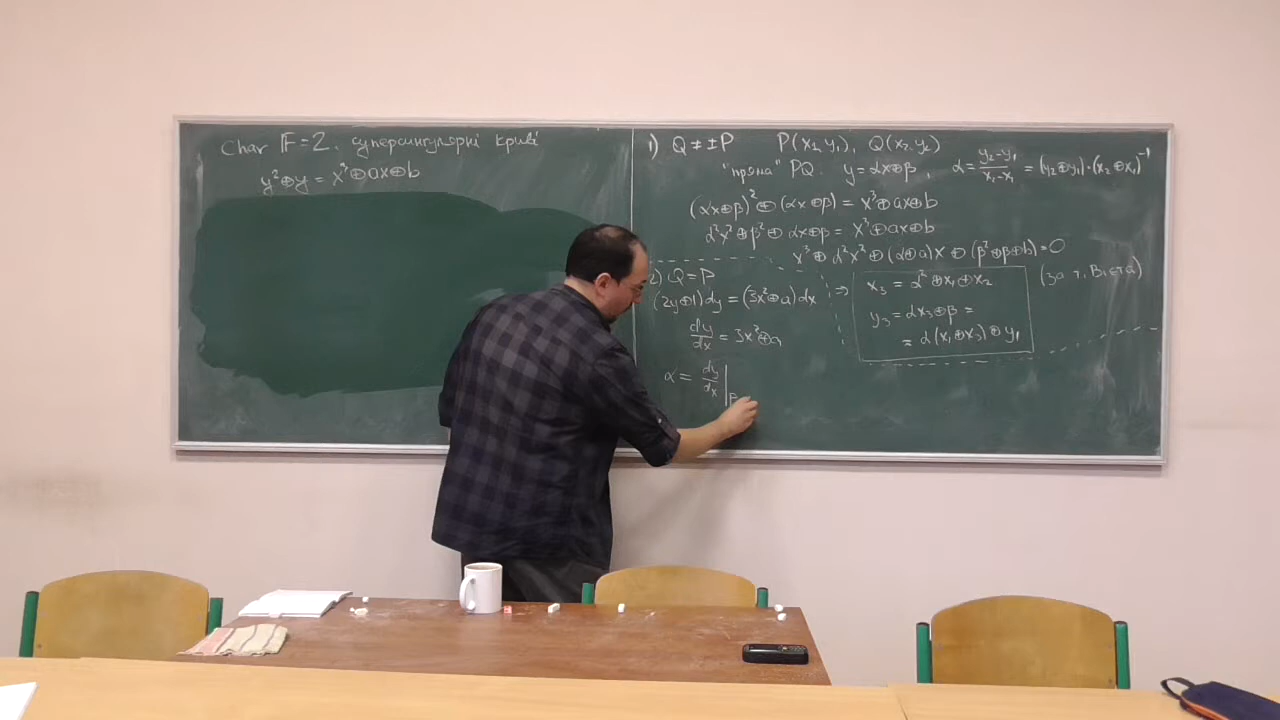 Char 𝔽 = 2. суперсингулярні криві
y² ⊕ y = x³ ⊕ ax ⊕ b
1) Q ≠ ±P P(x₁, y₁), Q(x₂, y₂)
"пряма" PQ. y = αx ⊕ β, α = (y₂ − y₁)/(x₂ − x₁) = (y₂ ⊕ y₁)·(x₂ ⊕ x₁)⁻¹
(αx ⊕ β)² ⊕ (αx ⊕ β) = x³ ⊕ ax ⊕ b
α²x² ⊕ β² ⊕ αx ⊕ β = x³ ⊕ ax ⊕ b
x³ ⊕ α²x² ⊕ (α ⊕ a)x ⊕ (β² ⊕ β ⊕ b) = 0
⇒ x₃ = α² ⊕ x₁ ⊕ x₂ (за т. Вієта)
y₃ = αx₃ ⊕ β =
= α(x₁ ⊕ x₃) ⊕ y₁
2) Q = P
(2y ⊕ 1)dy = (3x² ⊕ a)dx
dy/dx = 3x² ⊕ a
α = dy/dx |P